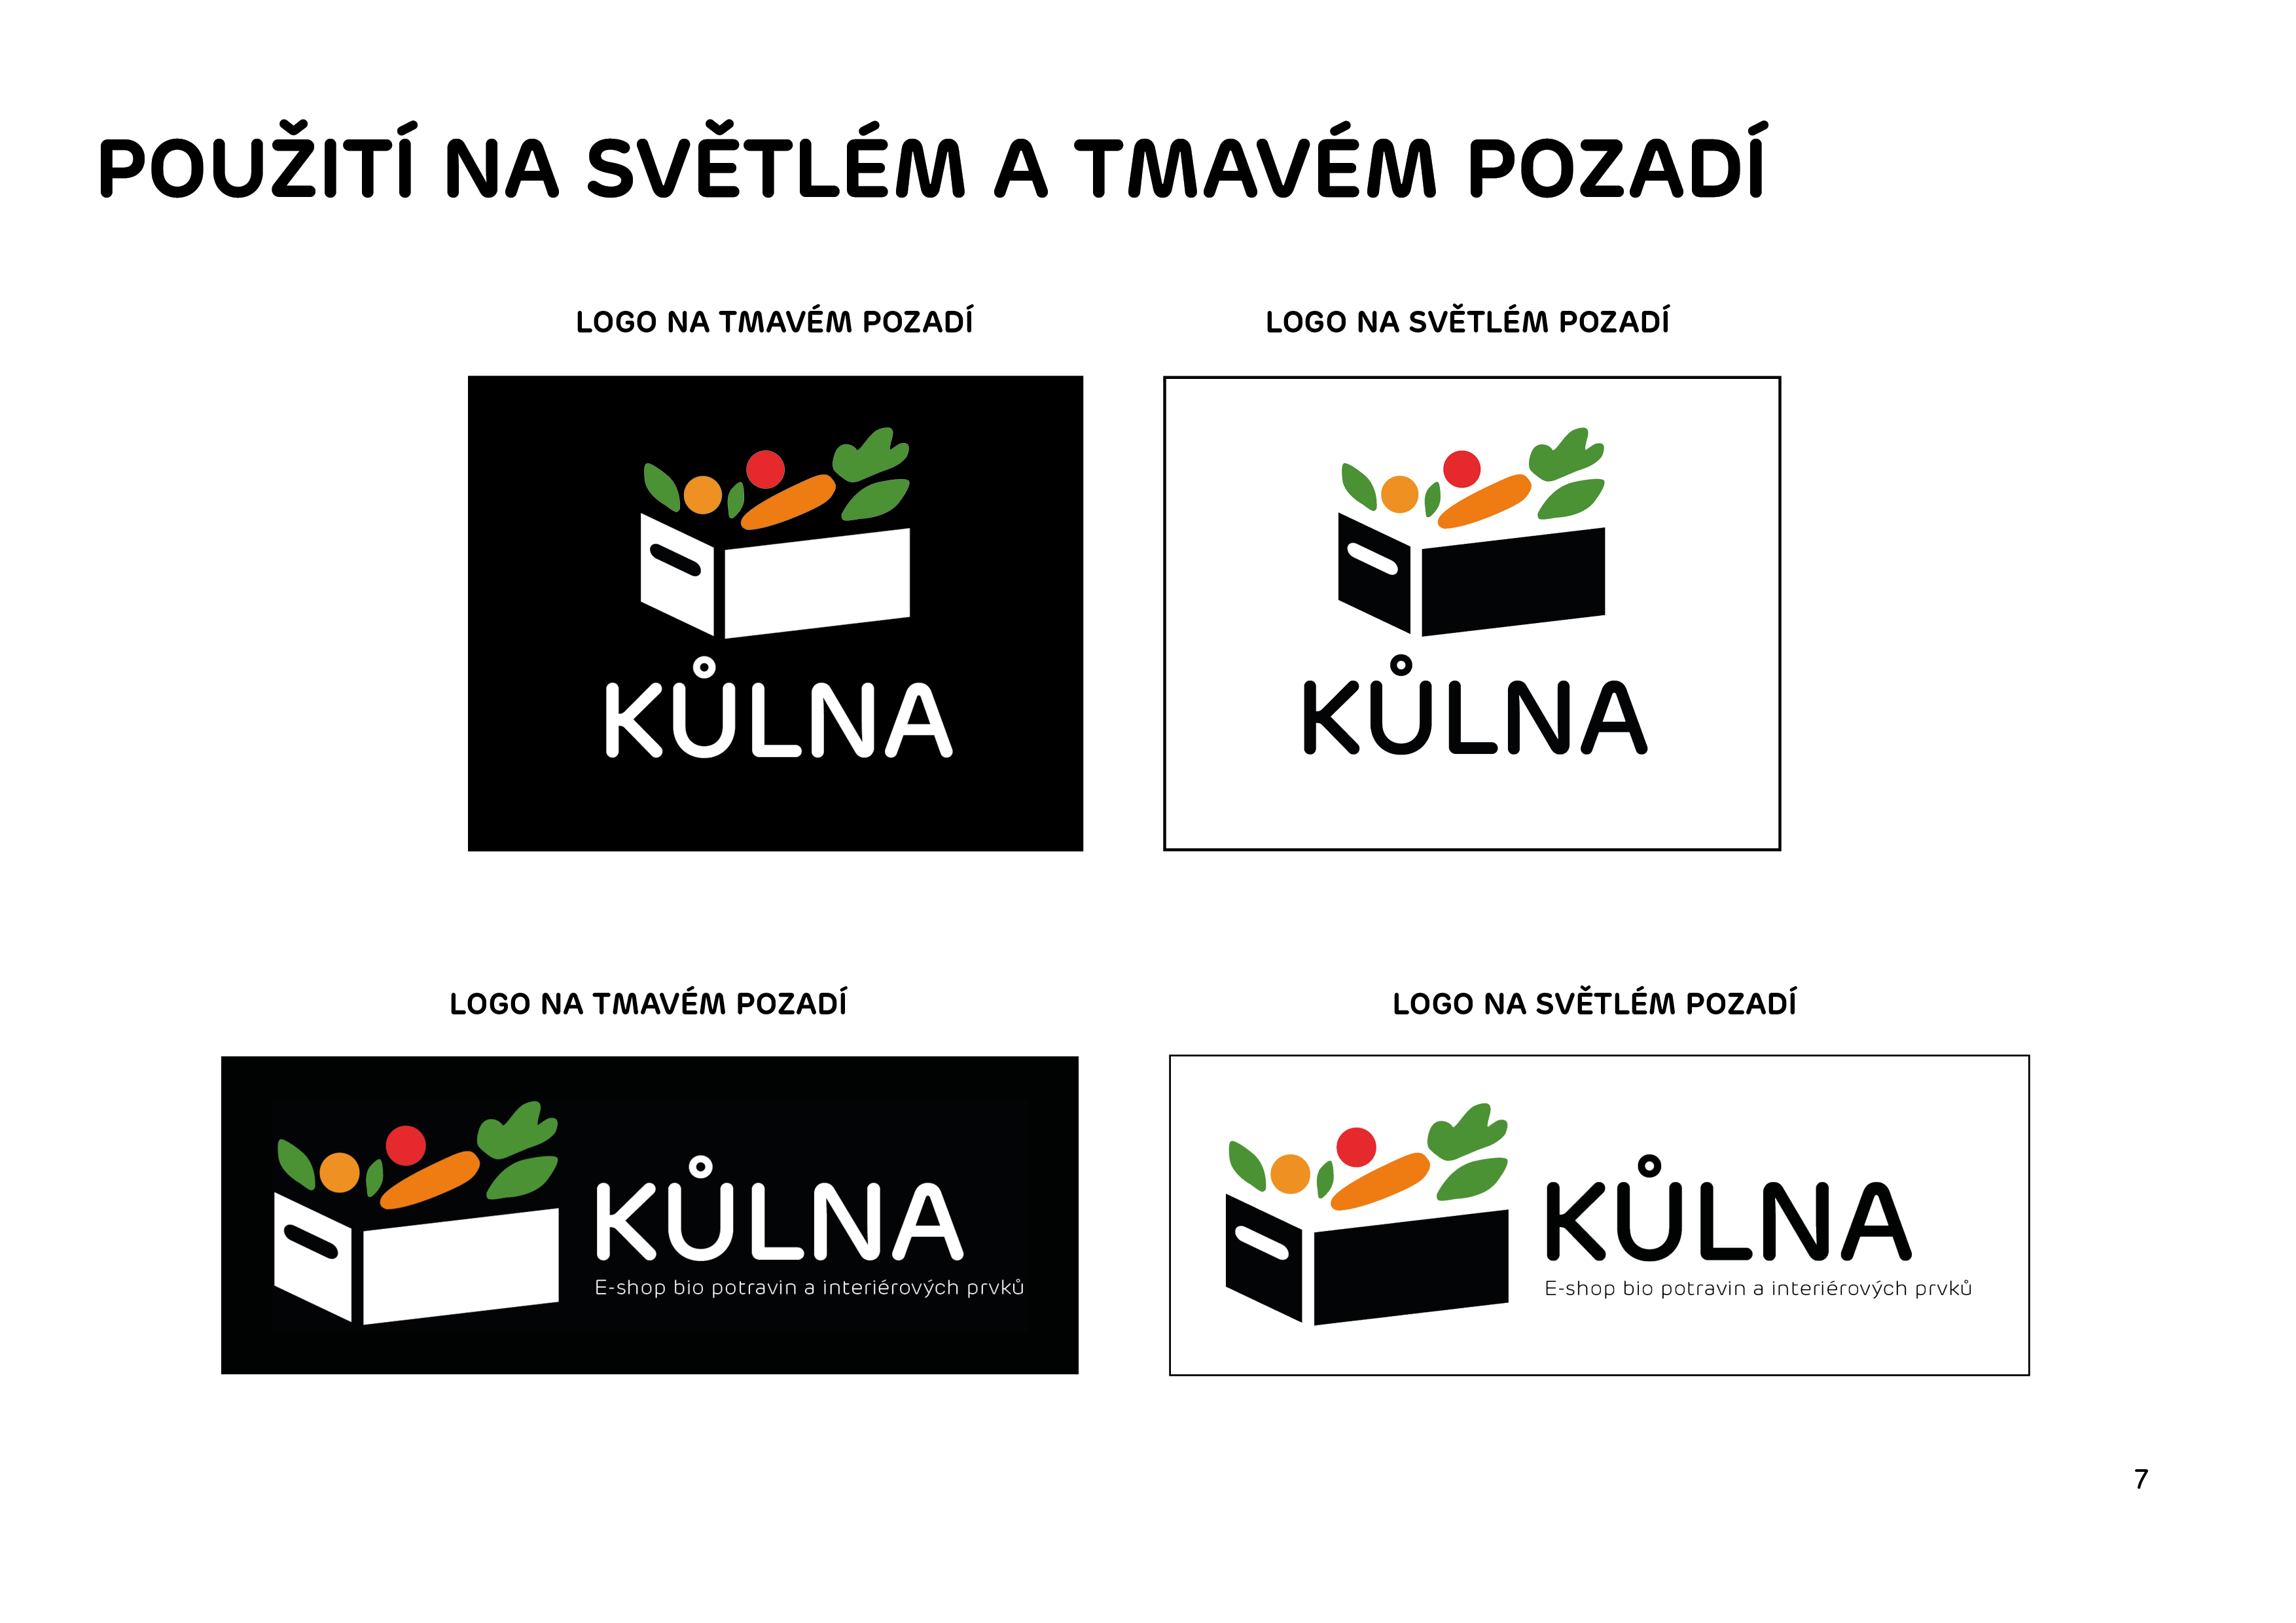 POUŽITÍ NA SVĚTLÉM A TMAVÉM POZADÍ
LOGO NA TMAVÉM POZADÍ
LOGO NA SVĚTLÉM POZADÍ
KŮLNA
KŮLNA
LOGO NA TMAVÉM POZADÍ
LOGO NA SVĚTLÉM POZADÍ
KŮLNA
E-shop bio potravin a interiérových prvků
KŮLNA
E-shop bio potravin a interiérových prvků
7